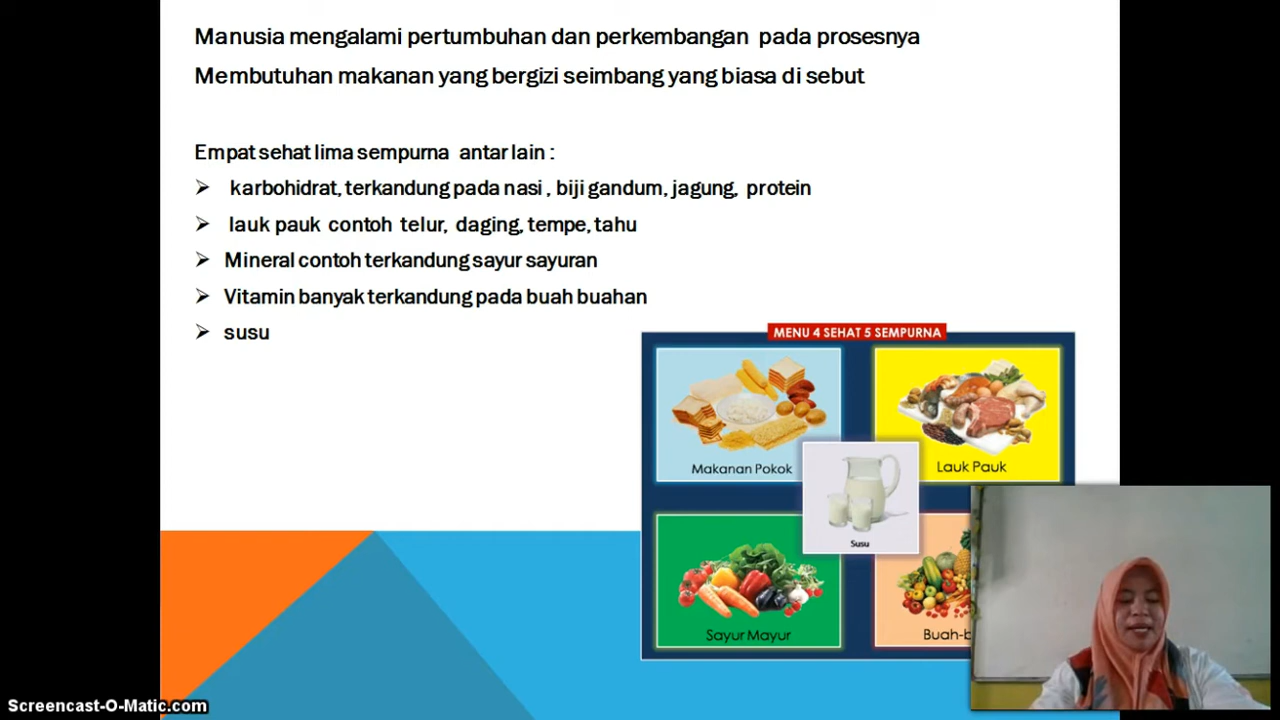 Manusia mengalami pertumbuhan dan perkembangan pada prosesnya
Membutuhan makanan yang bergizi seimbang yang biasa di sebut
Empat sehat lima sempurna antar lain :
➢ karbohidrat, terkandung pada nasi , biji gandum, jagung, protein
➢ lauk pauk contoh telur, daging, tempe, tahu
➢ Mineral contoh terkandung sayur sayuran
➢ Vitamin banyak terkandung pada buah buahan
➢ susu
MENU 4 SEHAT 5 SEMPURNA
Makanan Pokok
Lauk Pauk
Susu
Sayur Mayur
Buah-b
Screencast-O-Matic.com